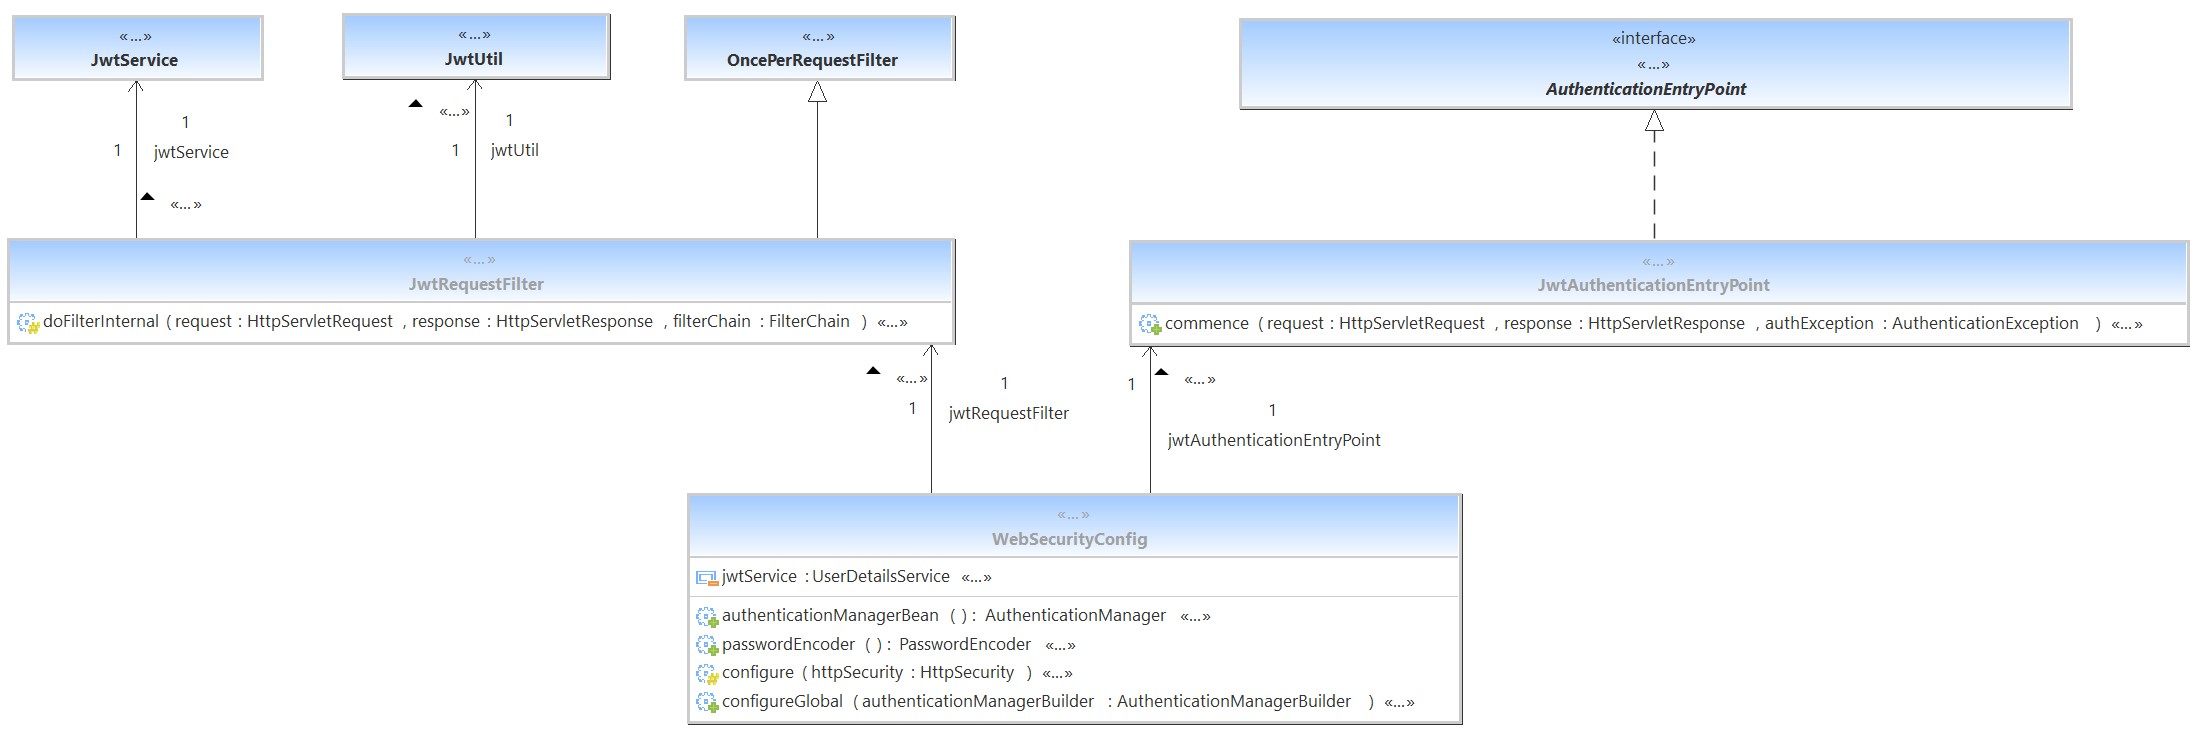 «...»
JwtService
«...»
JwtUtil
«...»
OncePerRequestFilter
«interface»
«...»
AuthenticationEntryPoint
1
1
jwtService
«...»
«...»
1
1
jwtUtil
«...»
JwtRequestFilter
doFilterInternal ( request : HttpServletRequest , response : HttpServletResponse , filterChain : FilterChain ) «...»
«...»
JwtAuthenticationEntryPoint
commence ( request : HttpServletRequest , response : HttpServletResponse , authException : AuthenticationException ) «...»
«...»
1
1
jwtRequestFilter
1
«...»
1
jwtAuthenticationEntryPoint
«...»
WebSecurityConfig
jwtService : UserDetailsService «...»
authenticationManagerBean ( ) : AuthenticationManager «...»
passwordEncoder ( ) : PasswordEncoder «...»
configure ( httpSecurity : HttpSecurity ) «...»
configureGlobal ( authenticationManagerBuilder : AuthenticationManagerBuilder ) «...»